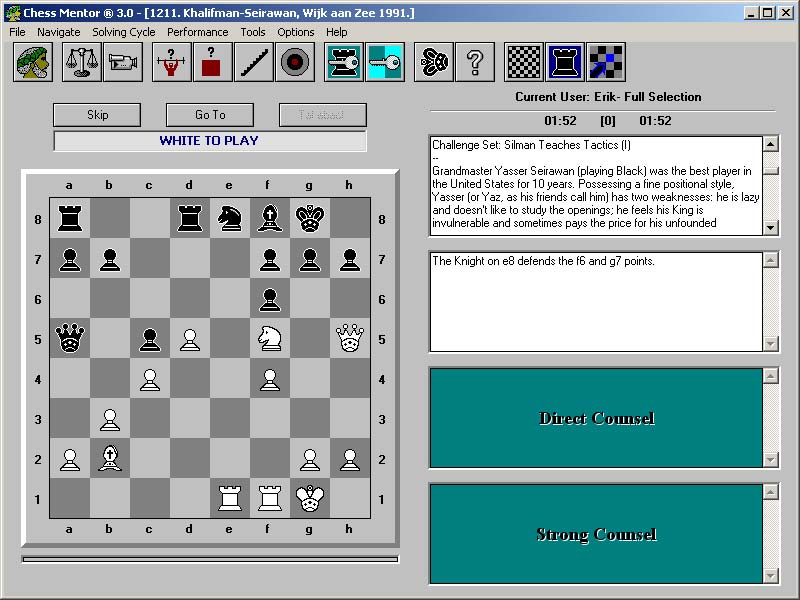 Chess Mentor ® 3.0 - [1211. Khalifman-Seirawan, Wijk aan Zee 1991.]
File Navigate Solving Cycle Performance Tools Options Help
Current User: Erik- Full Selection
Skip Go To
01:52 [0] 01:52
WHITE TO PLAY
Challenge Set: Silman Teaches Tactics (I)
--
Grandmaster Yasser Seirawan (playing Black) was the best player in
the United States for 10 years. Possessing a fine positional style,
Yasser (or Yaz, as his friends call him) has two weaknesses: he is lazy
and doesn't like to study the openings; he feels his King is
invulnerable and sometimes pays the price for his unfounded
a b c d e f g h
8 8
7 7
6 6
5 5
4 4
3 3
2 2
1 1
a b c d e f g h
The Knight on e8 defends the f6 and g7 points.
Direct Counsel
Strong Counsel